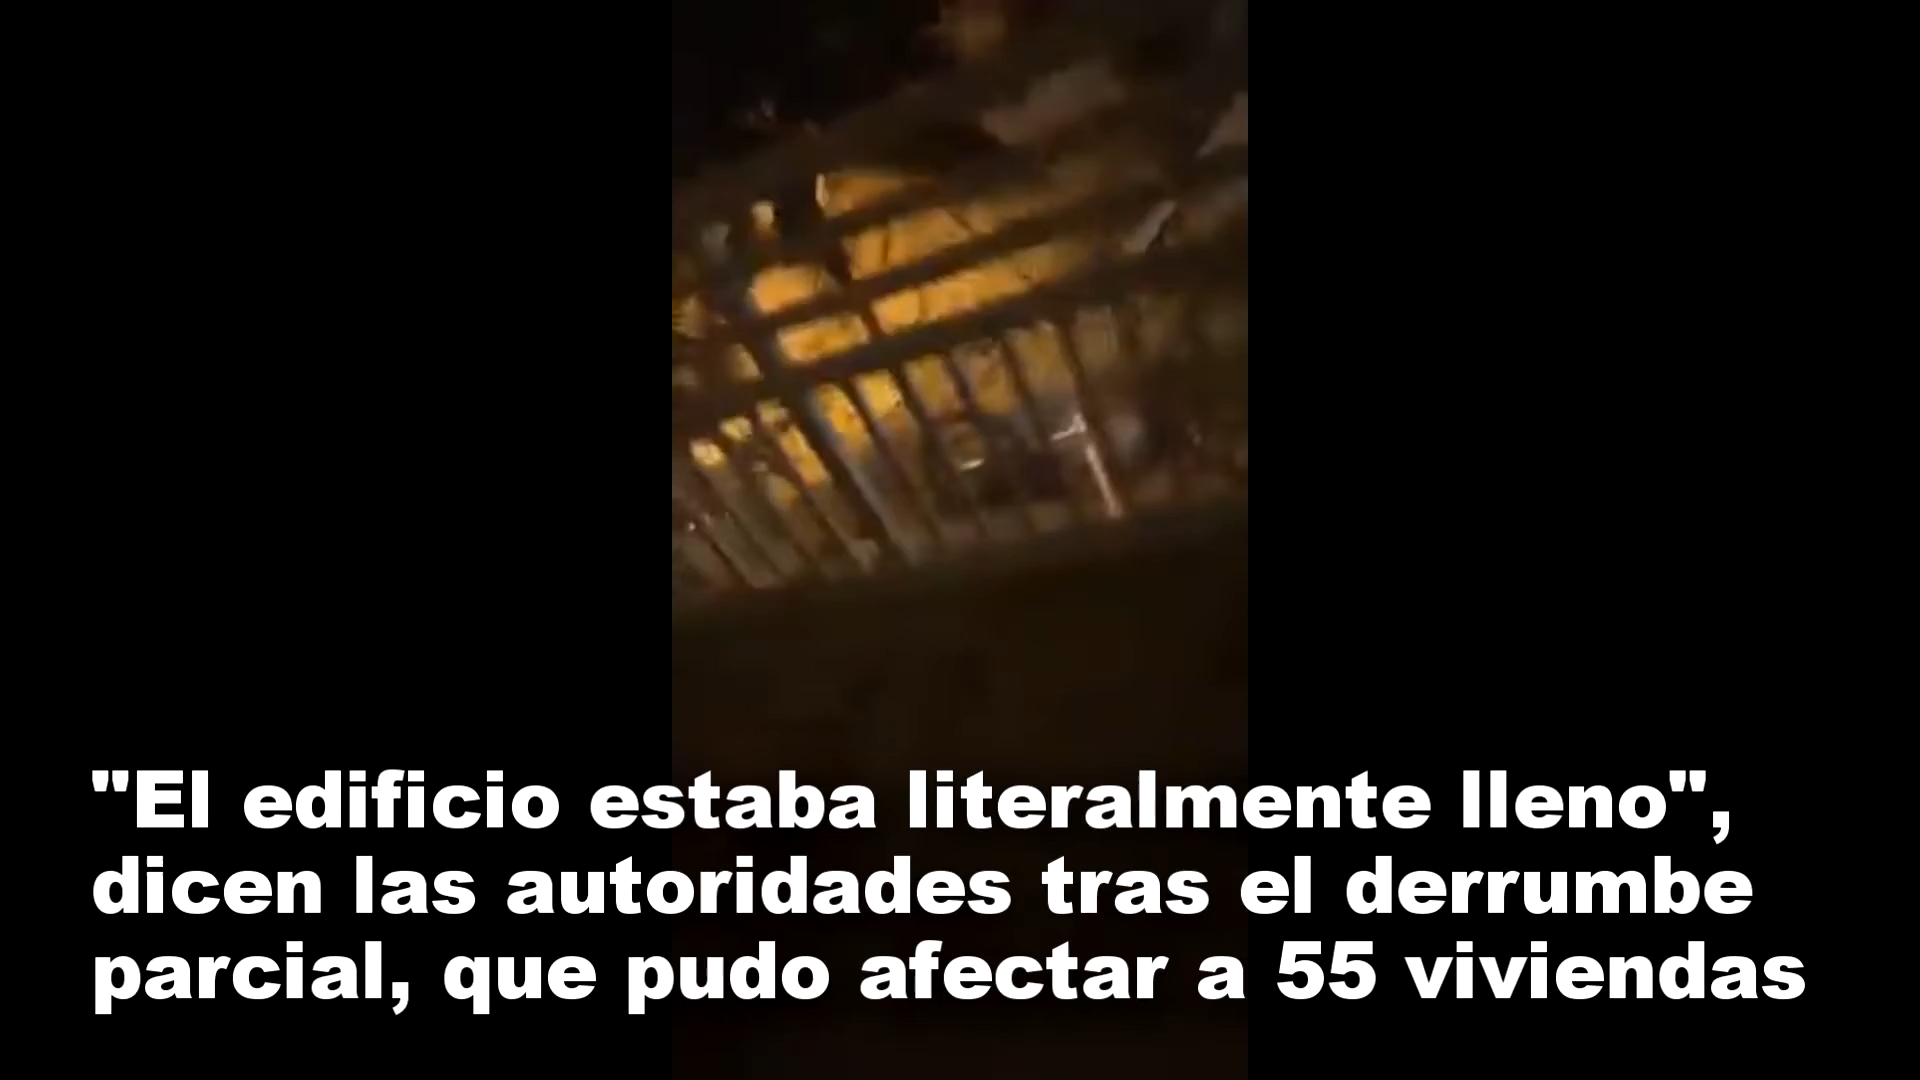 "El edificio estaba literalmente lleno",
dicen las autoridades tras el derrumbe
parcial, que pudo afectar a 55 viviendas